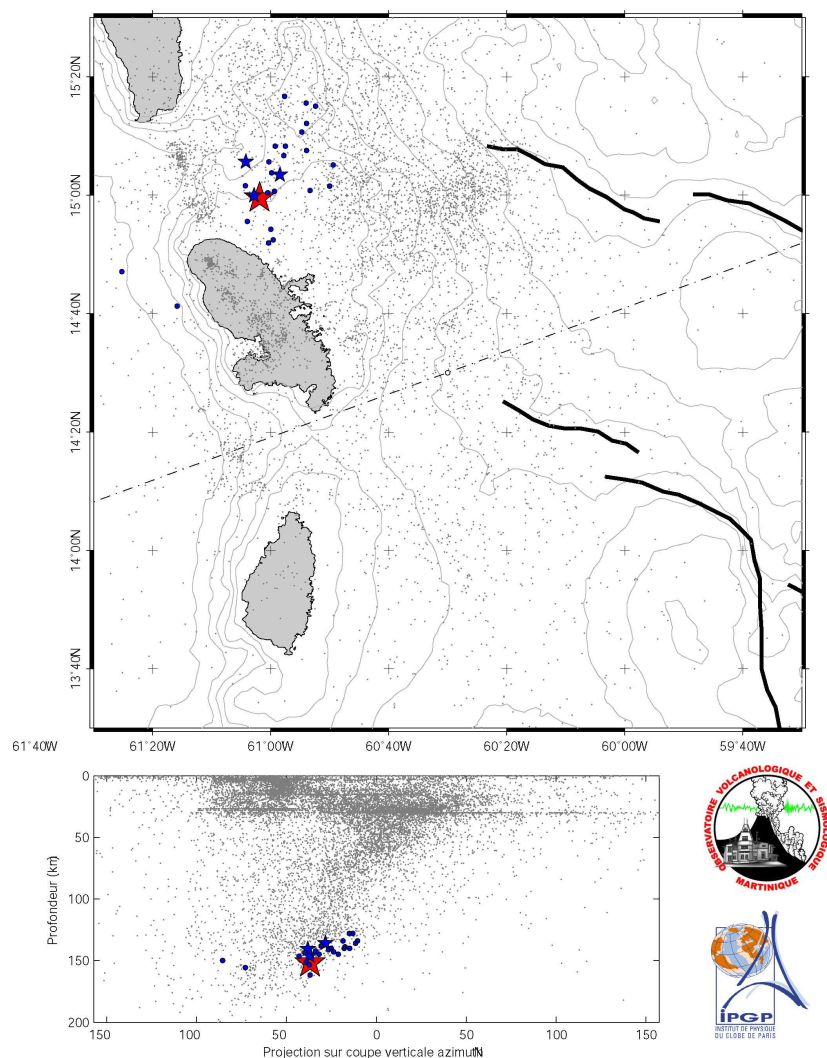 15°20'N
15°00'N
14°40'N
14°20'N
14°00'N
13°40'N
61°40'W 61°20'W 61°00'W 60°40'W 60°20'W 60°00'W 59°40'W
0
50
100
150
200
Profondeur (km)
150 100 50 0 50 100 150
Projection sur coupe verticale azimutN
OBSERVATOIRE VOLCANOLOGIQUE ET SISMOLOGIQUE
MARTINIQUE
iPGP
INSTITUT DE PHYSIQUE
DU GLOBE DE PARIS